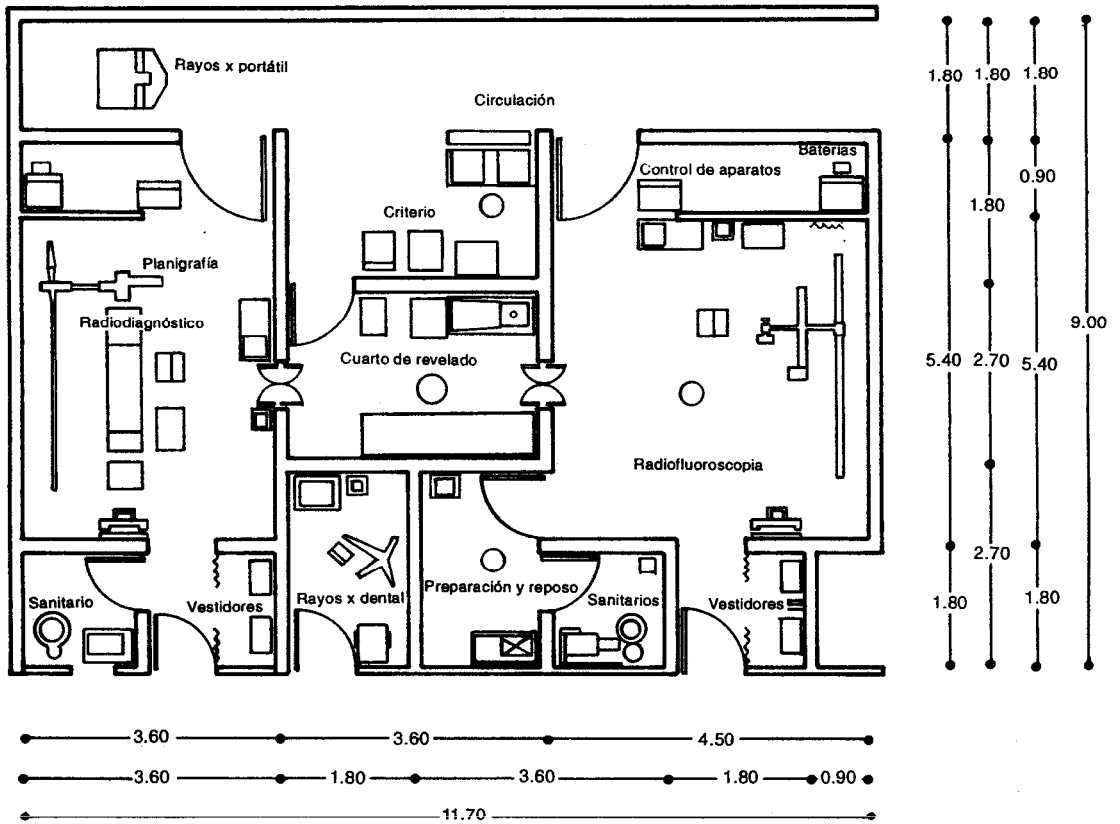 Rayos x portátil
Circulación
Baterías
Control de aparatos
Criterio
Planigrafía
Radiodiagnóstico
Cuarto de revelado
Radiofluoroscopia
Sanitario
Vestidores
Rayos x dental
Preparación y reposo
Sanitarios
Vestidores
1.80 1.80 1.80
0.90
1.80
9.00
5.40 2.70 5.40
2.70
1.80 1.80
3.60 3.60 4.50
3.60 1.80 3.60 1.80 0.90
11.70